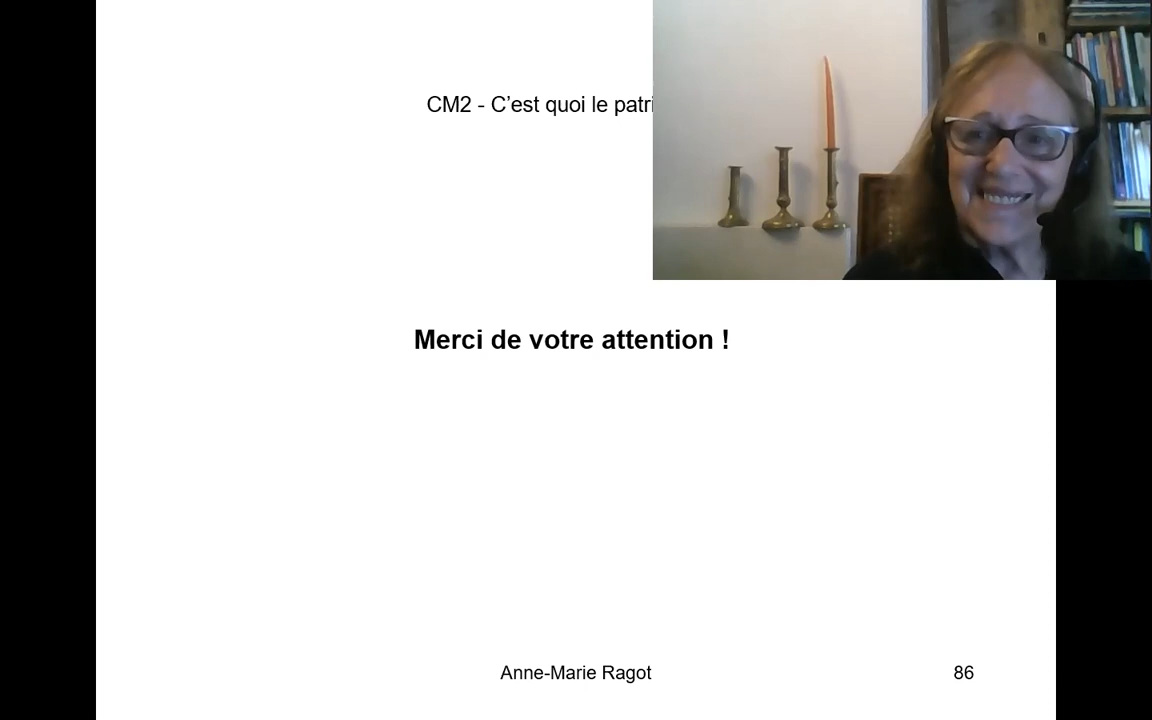 CM2 - C’est quoi le patri
Merci de votre attention !
Anne-Marie Ragot
86